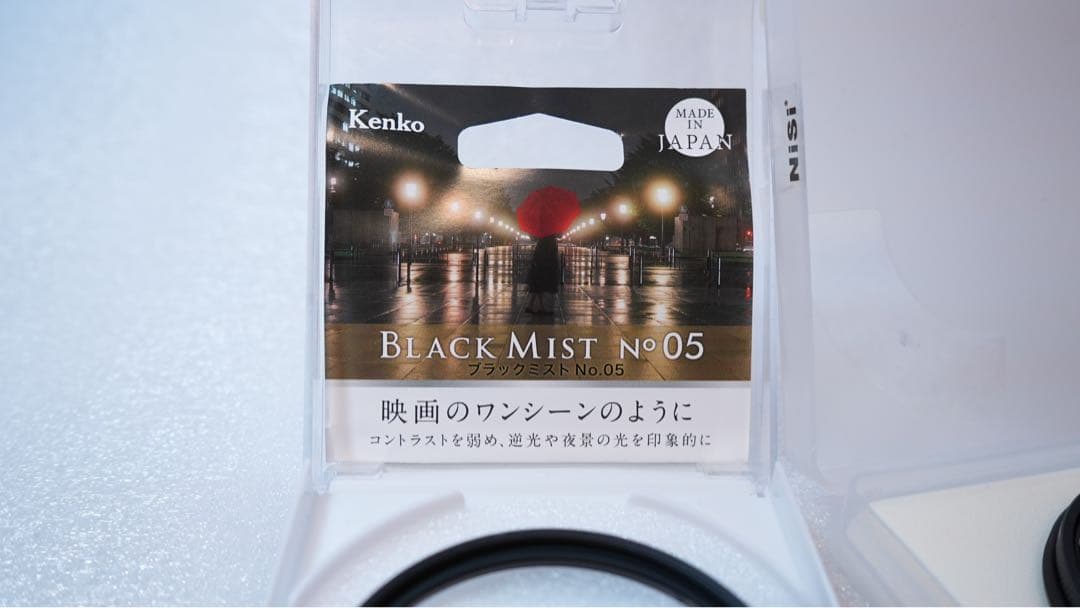 Kenko
MADE
IN
JAPAN
NiSi
BLACK MIST No 05
ブラックミスト No.05
映画のワンシーンのように
コントラストを弱め、逆光や夜景の光を印象的に